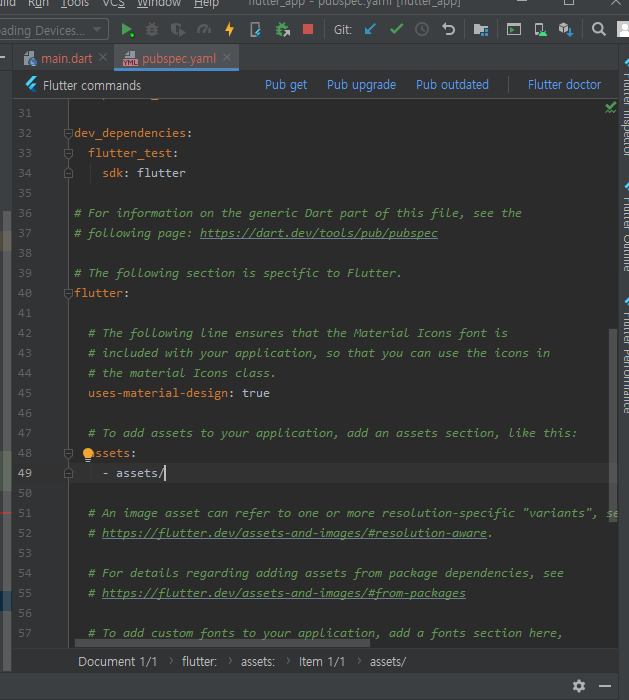 Run Tools VCS Window Help flutter_app - pubspec.yaml [flutter_app]
Loading Devices... Git:
main.dart pubspec.yaml
Flutter commands Pub get Pub upgrade Pub outdated Flutter doctor
31
32 dev_dependencies:
33 flutter_test:
34 sdk: flutter
35
36 # For information on the generic Dart part of this file, see the
37 # following page: https://dart.dev/tools/pub/pubspec
38
39 # The following section is specific to Flutter.
40 flutter:
41
42 # The following line ensures that the Material Icons font is
43 # included with your application, so that you can use the icons in
44 # the material Icons class.
45 uses-material-design: true
46
47 # To add assets to your application, add an assets section, like this:
48 assets:
49 - assets/
50
51 # An image asset can refer to one or more resolution-specific "variants", se
52 # https://flutter.dev/assets-and-images/#resolution-aware.
53
54 # For details regarding adding assets from package dependencies, see
55 # https://flutter.dev/assets-and-images/#from-packages
56
57 # To add custom fonts to your application, add a fonts section here,
Document 1/1 flutter: assets: Item 1/1 assets/
Flutter Inspector
Flutter Outline
Flutter Performance